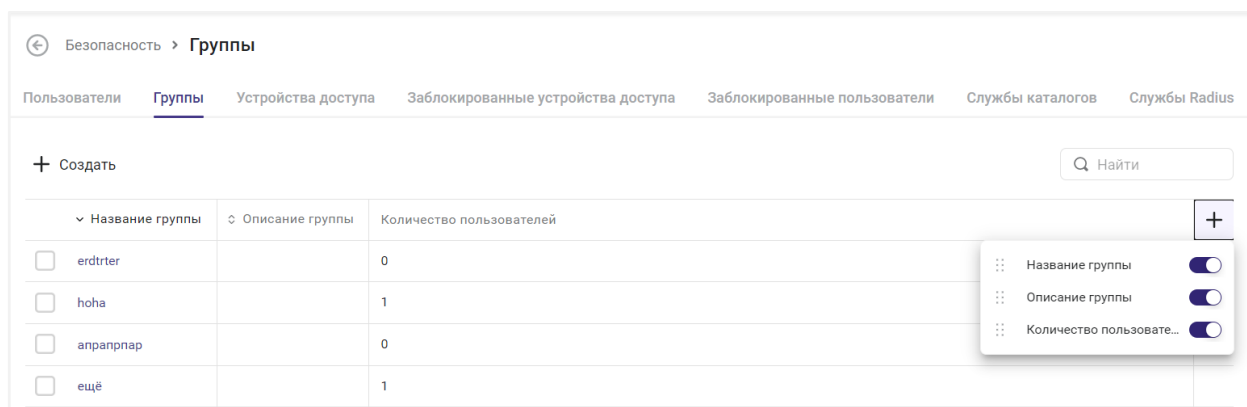 Безопасность > Группы
Пользователи Группы Устройства доступа Заблокированные устройства доступа Заблокированные пользователи Службы каталогов Службы Radius
+ Создать Найти
Название группы Описание группы Количество пользователей +
erdtrter 0
Название группы
hoha 1
Описание группы
Количество пользовате...
апрапрпар 0
ещё 1